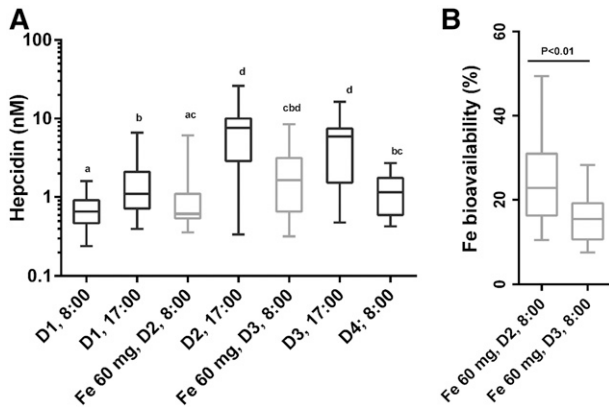 A
Hepcidin (nM)
100
10
1
0.1
a
b
ac
d
cbd
d
bc
D1, 8:00
D1, 17:00
Fe 60 mg, D2, 8:00
D2, 17:00
Fe 60 mg, D3, 8:00
D3, 17:00
D4; 8:00
B
Fe bioavailability (%)
60
40
20
0
P<0.01
Fe 60 mg, D2, 8:00
Fe 60 mg, D3, 8:00